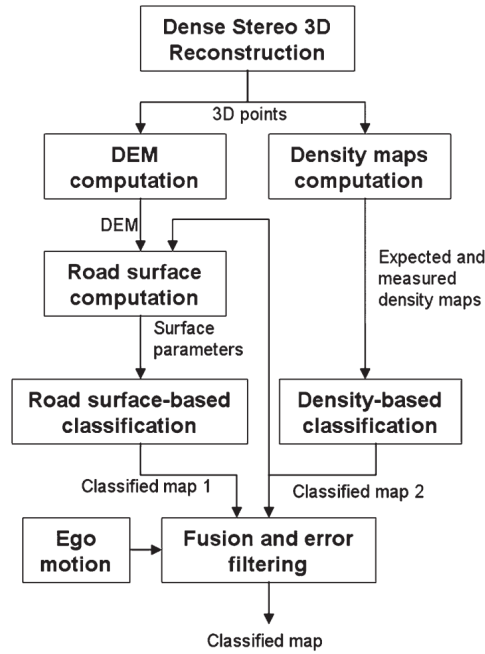 Dense Stereo 3D
Reconstruction
3D points
DEM
computation
Density maps
computation
DEM
Road surface
computation
Expected and
measured
density maps
Surface
parameters
Road surface-based
classification
Density-based
classification
Classified map 1
Classified map 2
Ego
motion
Fusion and error
filtering
Classified map